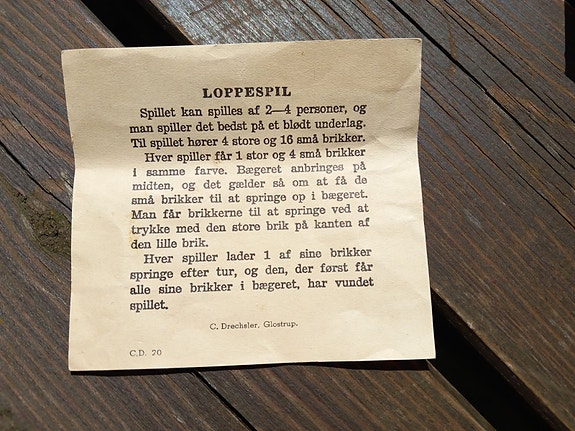 LOPPESPIL
Spillet kan spilles af 2—4 personer, og
man spiller det bedst på et blødt underlag.
Til spillet hører 4 store og 16 små brikker.
Hver spiller får 1 stor og 4 små brikker
i samme farve. Bægeret anbringes på
midten, og det gælder så om at få de
små brikker til at springe op i bægeret.
Man får brikkerne til at springe ved at
trykke med den store brik på kanten af
den lille brik.
Hver spiller lader 1 af sine brikker
springe efter tur, og den, der først får
alle sine brikker i bægeret, har vundet
spillet.
C. Drechsler, Glostrup.
C.D. 20